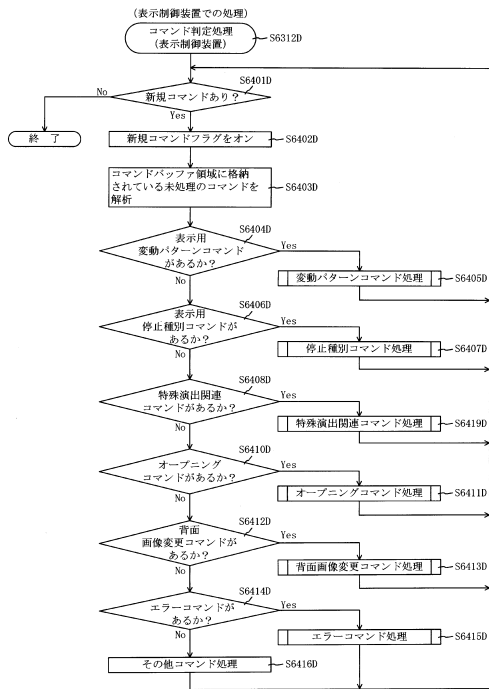 (表示制御装置での処理)
コマンド判定処理
(表示制御装置)
S6312D
S6401D
新規コマンドあり?
No
Yes
終 了
新規コマンドフラグをオン
S6402D
コマンドバッファ領域に格納
されている未処理のコマンドを
解析
S6403D
S6404D
表示用
変動パターンコマンド
があるか?
Yes
No
変動パターンコマンド処理
S6405D
S6406D
表示用
停止種別コマンドが
あるか?
Yes
No
停止種別コマンド処理
S6407D
S6408D
特殊演出関連
コマンドがあるか?
Yes
No
特殊演出関連コマンド処理
S6419D
S6410D
オープニング
コマンドがあるか?
Yes
No
オープニングコマンド処理
S6411D
S6412D
背面
画像変更コマンドが
あるか?
Yes
No
背面画像変更コマンド処理
S6413D
S6414D
エラーコマンドが
あるか?
Yes
No
エラーコマンド処理
S6415D
その他コマンド処理
S6416D